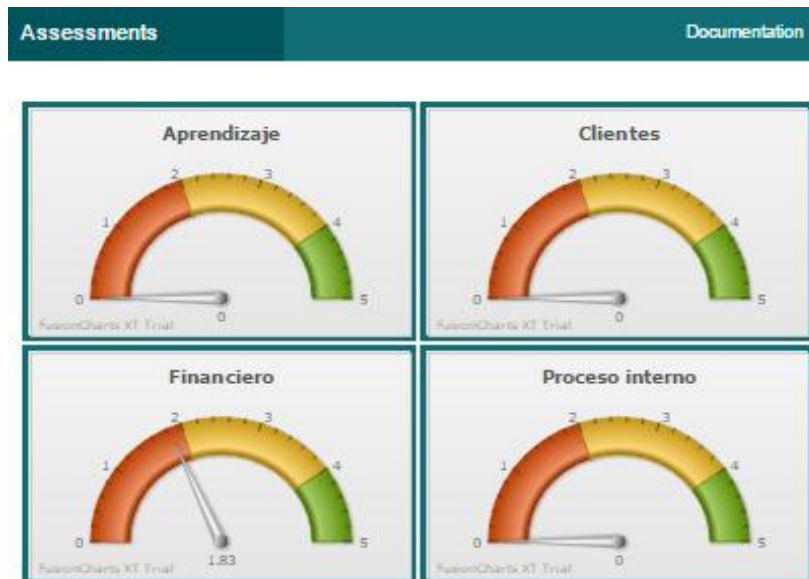 Assessments
Documentation
Aprendizaje
0 1 2 3 4 5
0
FusionCharts XT Trial
Clientes
0 1 2 3 4 5
0
FusionCharts XT Trial
Financiero
0 1 2 3 4 5
1.83
FusionCharts XT Trial
Proceso interno
0 1 2 3 4 5
0
FusionCharts XT Trial